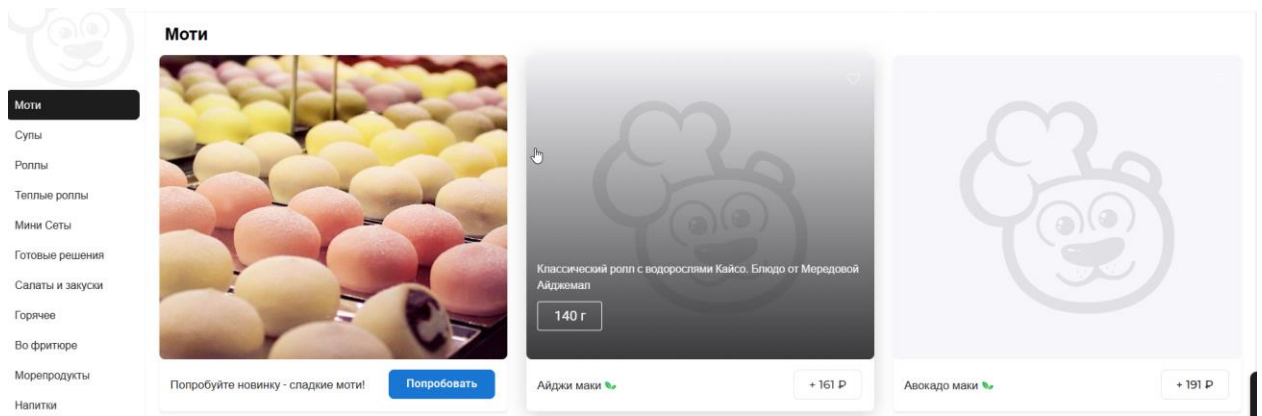 Моти
Моти
Супы
Роллы
Теплые роллы
Мини Сеты
Готовые решения
Салаты и закуски
Горячее
Во фритюре
Морепродукты
Напитки
Попробуйте новинку - сладкие моти!
Попробовать
Классический ролл с водорослями Кайсо. Блюдо от Мередовой
Айджемал
140 г
Айджи маки
+ 161 ₽
Авокадо маки
+ 191 ₽